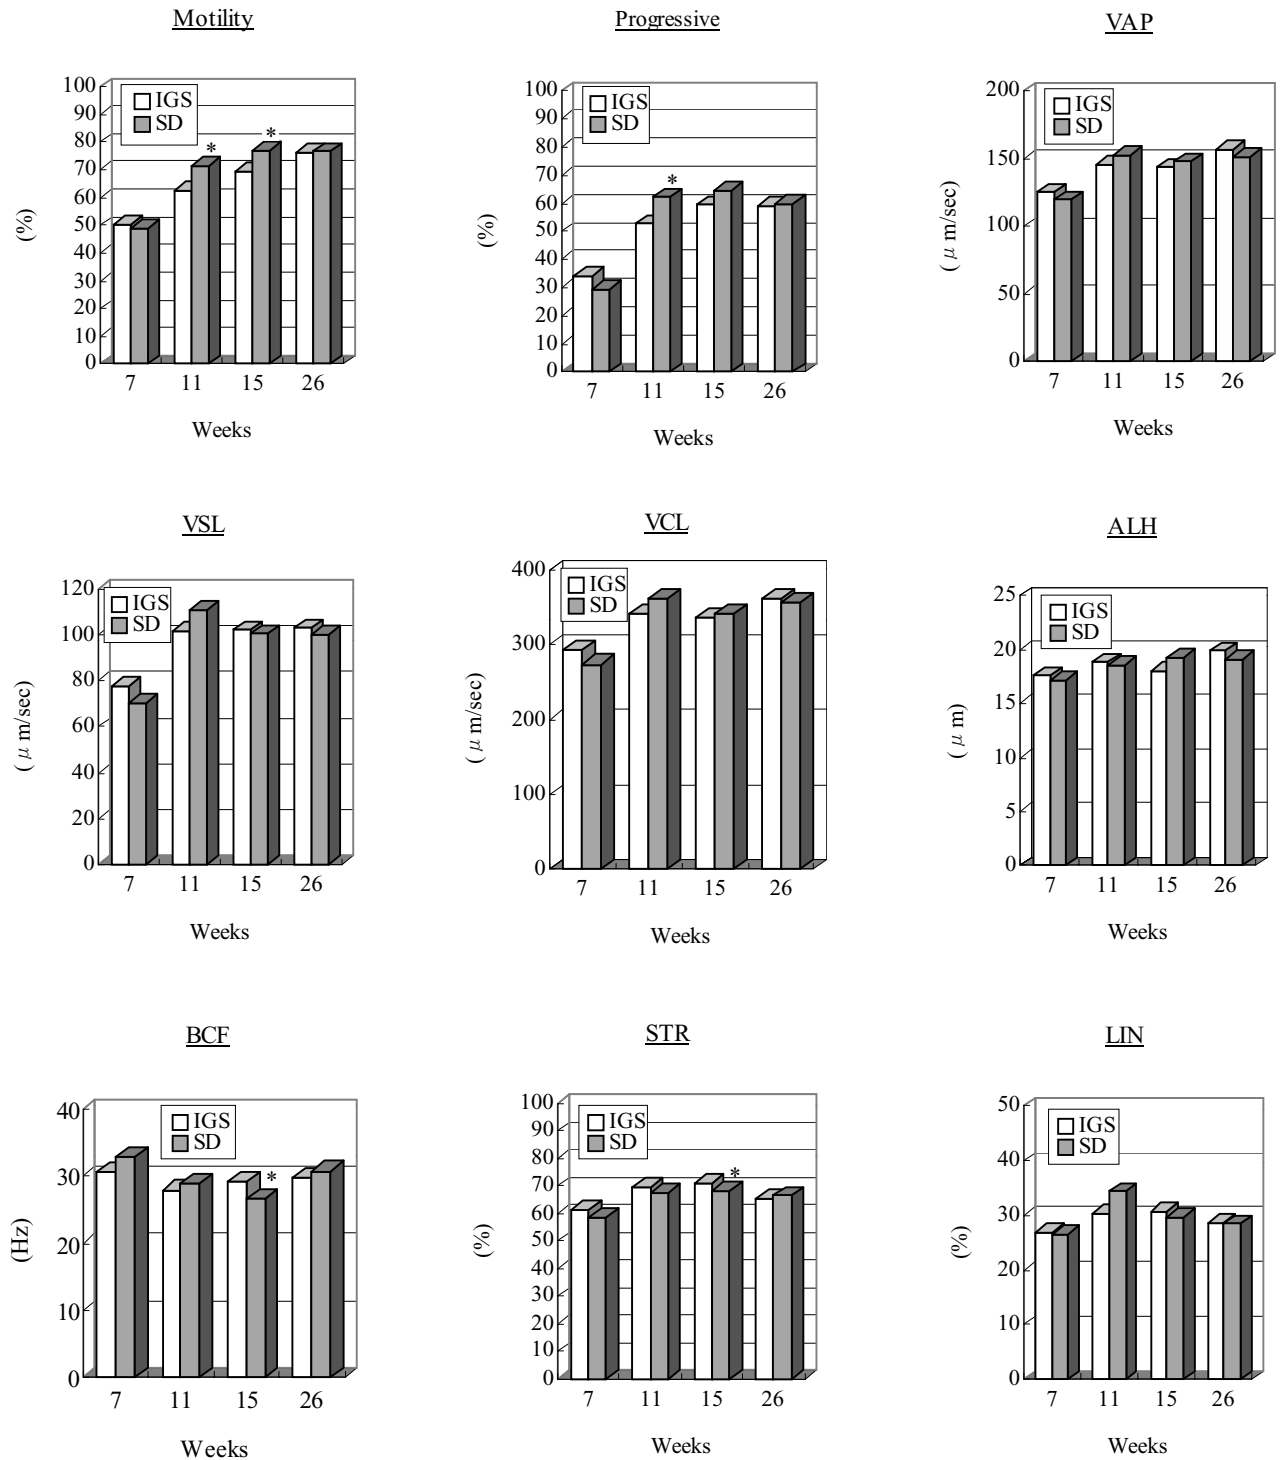 Motility
100
90
80
70
60
50
40
30
20
10
0
(%)
IGS
SD
*
*
7 11 15 26
Weeks
Progressive
100
90
80
70
60
50
40
30
20
10
0
(%)
IGS
SD
*
7 11 15 26
Weeks
VAP
200
150
100
50
0
( μ m/sec)
IGS
SD
7 11 15 26
Weeks
VSL
120
100
80
60
40
20
0
( μ m/sec)
IGS
SD
7 11 15 26
Weeks
VCL
400
300
200
100
0
( μ m/sec)
IGS
SD
7 11 15 26
Weeks
ALH
25
20
15
10
5
0
( μ m)
IGS
SD
7 11 15 26
Weeks
BCF
40
30
20
10
0
(Hz)
IGS
SD
*
7 11 15 26
Weeks
STR
100
90
80
70
60
50
40
30
20
10
0
(%)
IGS
SD
*
7 11 15 26
Weeks
LIN
50
40
30
20
10
0
(%)
IGS
SD
7 11 15 26
Weeks